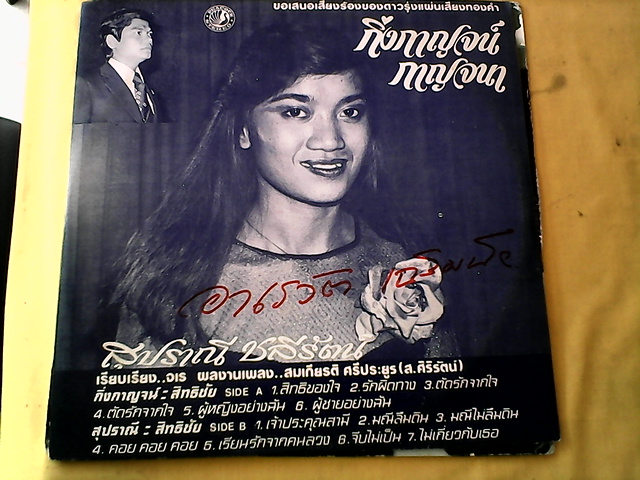 ขอเสนอเสียงร้องของดาวรุ่งแผ่นเสียงทองคำ
กิ่งกาญจน์
กาญจนา
สุปราณี ชลีรัตน์
เรียบเรียง..จเร ผลงานเพลง..สมเกียรติ ศรีประยูร (ส.ศิริรัตน์)
กิ่งกาญจน์ : สิทธิชัย SIDE A 1.สิทธิของใจ 2.รักผิดทาง 3.ตัดรักจากใจ
4.ตัดรักจากใจ 5.ผู้หญิงอย่างฉัน 6.ผู้ชายอย่างฉัน
สุปราณี : สิทธิชัย SIDE B 1.เจ้าประคุณสามี 2.มณีลืมดิน 3.มณีไม่ลืมดิน
4.คอย คอย คอย 5.เรียนรักจากคนลวง 6.จีบไม่เป็น 7.ไม่เกี่ยวกับเธอ